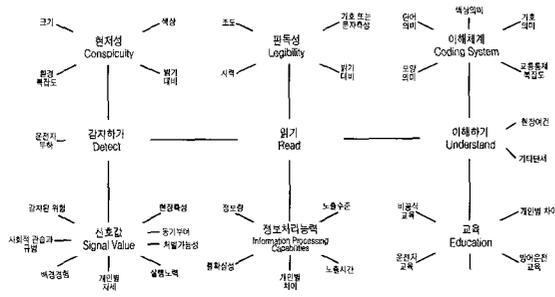 크기
색상
현저성
Conspicuity
환경
복잡도
밝기
대비
조도
기호 또는
문자특성
판독성
Legibility
시력
밝기
대비
단어
의미
색상의미
기호
의미
이해체계
Coding System
모양
의미
교통통제
복잡도
운전자
부하
감지하기
Detect
읽기
Read
이해하기
Understand
현장여건
기타단서
감지된 위험
현장특성
신호값
Signal Value
사회적 관습과
규범
동기부여
처벌가능성
배경경험
개인별
자세
실행노력
정보량
노출수준
정보처리능력
Information Processing
Capabilities
불확실성
개인별
차이
노출시간
비공식
교육
개인별 차이
교육
Education
운전자
교육
방어운전
교육